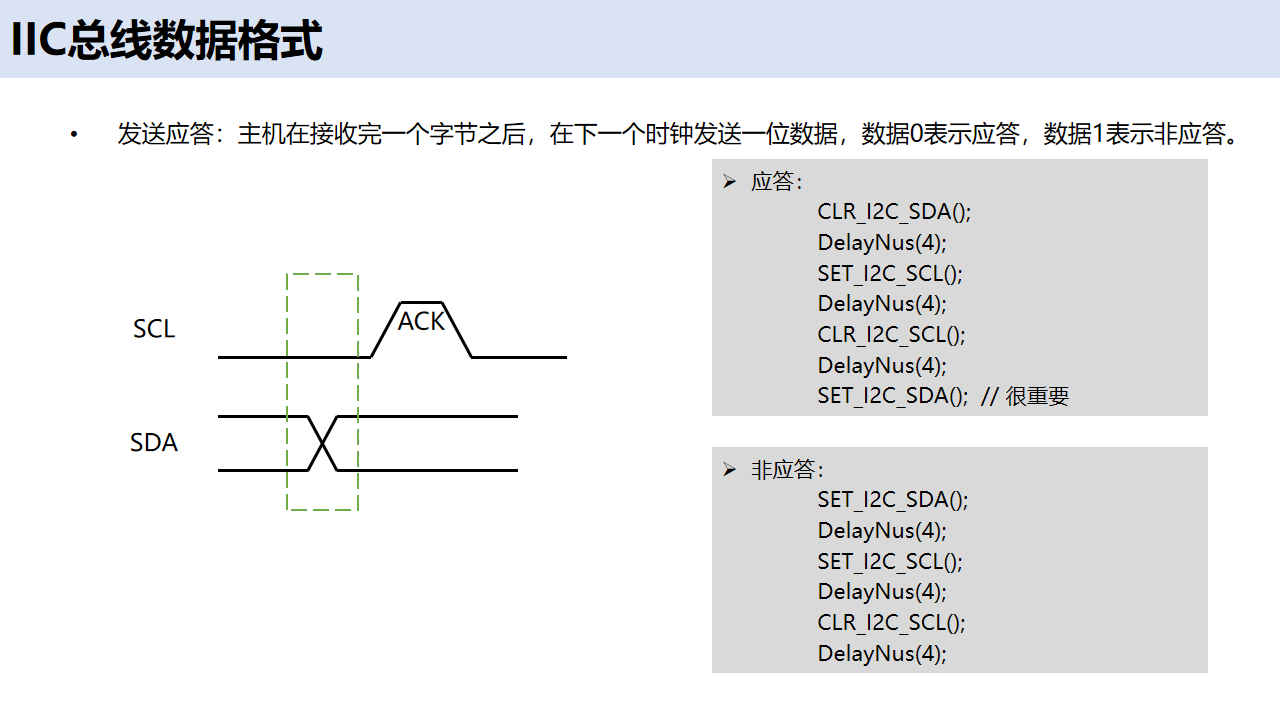 IIC总线数据格式
• 发送应答：主机在接收完一个字节之后，在下一个时钟发送一位数据，数据0表示应答，数据1表示非应答。
SCL
ACK
SDA
➢ 应答：
CLR_I2C_SDA();
DelayNus(4);
SET_I2C_SCL();
DelayNus(4);
CLR_I2C_SCL();
DelayNus(4);
SET_I2C_SDA(); // 很重要
➢ 非应答：
SET_I2C_SDA();
DelayNus(4);
SET_I2C_SCL();
DelayNus(4);
CLR_I2C_SCL();
DelayNus(4);